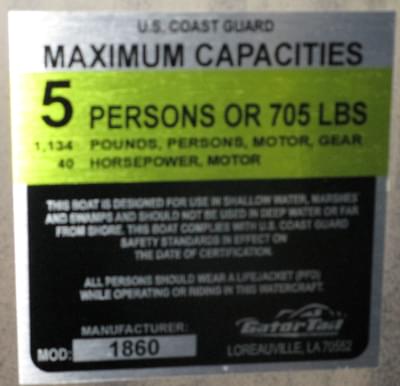 U.S. COAST GUARD
MAXIMUM CAPACITIES
5 PERSONS OR 705 LBS
1,134 POUNDS, PERSONS, MOTOR, GEAR
40 HORSEPOWER, MOTOR
THIS BOAT IS DESIGNED FOR USE IN SHALLOW WATER, MARSHES
AND SWAMPS AND SHOULD NOT BE USED IN DEEP WATER OR FAR
FROM SHORE. THIS BOAT COMPLIES WITH U.S. COAST GUARD
SAFETY STANDARDS IN EFFECT ON
THE DATE OF CERTIFICATION.
ALL PERSONS SHOULD WEAR A LIFEJACKET (PFD)
WHILE OPERATING OR RIDING IN THIS WATERCRAFT.
MANUFACTURER:
MOD: 1860
GatorTail
LOREAUVILLE, LA 70552